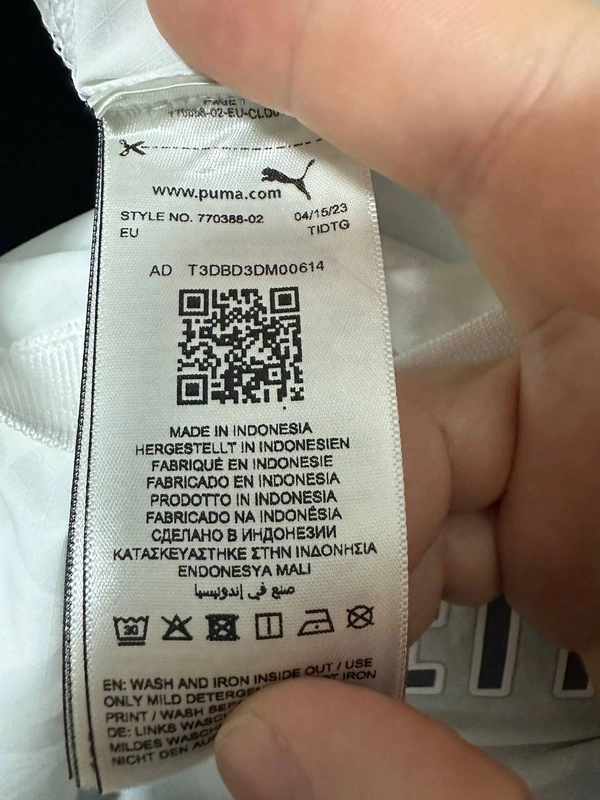 www.puma.com
STYLE NO. 770388-02 04/15/23
EU TIDTG
AD T3DBD3DM00614
MADE IN INDONESIA
HERGESTELLT IN INDONESIEN
FABRIQUÉ EN INDONESIE
FABRICADO EN INDONESIA
PRODOTTO IN INDONESIA
FABRICADO NA INDONÉSIA
СДЕЛАНО В ИНДОНЕЗИИ
ΚΑΤΑΣΚΕΥΑΣΤΗΚΕ ΣΤΗΝ ΙΝΔΟΝΗΣΙΑ
ENDONESYA MALI
صنع في إندونيسيا
30
EN: WASH AND IRON INSIDE OUT / USE
ONLY MILD IRON
PRINT / WASH
DE: LINKS
MILDES
NICHT DEN